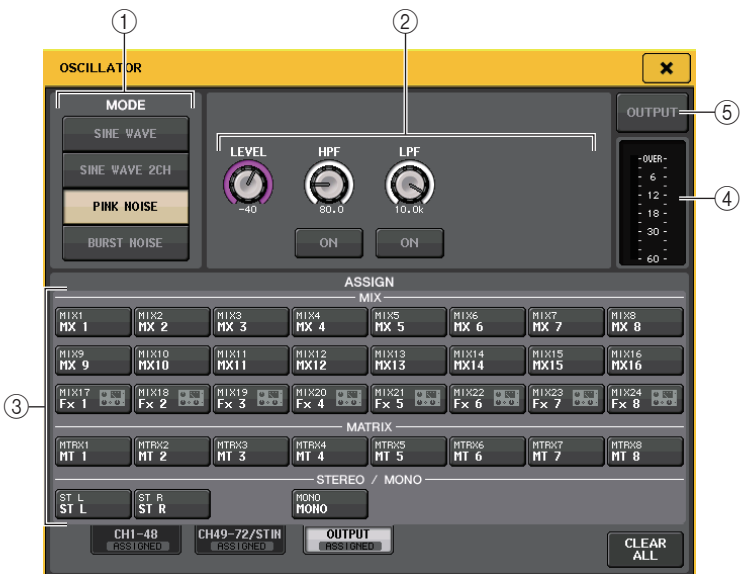 ① ②
OSCILLATOR ×
MODE
SINE WAVE
SINE WAVE 2CH
PINK NOISE
BURST NOISE
LEVEL HPF LPF
-40 80.0 10.0k
ON ON
OUTPUT ⑤
-OVER-
6
12
18
30
60
④
③
ASSIGN
MIX
MIX1 MIX2 MIX3 MIX4 MIX5 MIX6 MIX7 MIX8
MX 1 MX 2 MX 3 MX 4 MX 5 MX 6 MX 7 MX 8
MIX9 MIX10 MIX11 MIX12 MIX13 MIX14 MIX15 MIX16
MX 9 MX10 MX11 MX12 MX13 MX14 MX15 MX16
MIX17 MIX18 MIX19 MIX20 MIX21 MIX22 MIX23 MIX24
Fx 1 Fx 2 Fx 3 Fx 4 Fx 5 Fx 6 Fx 7 Fx 8
MATRIX
MTRX1 MTRX2 MTRX3 MTRX4 MTRX5 MTRX6 MTRX7 MTRX8
MT 1 MT 2 MT 3 MT 4 MT 5 MT 6 MT 7 MT 8
STEREO / MONO
ST L ST R MONO
ST L ST R MONO
CH1-48 CH49-72/STIN OUTPUT
ASSIGNED ASSIGNED ASSIGNED
CLEAR
ALL